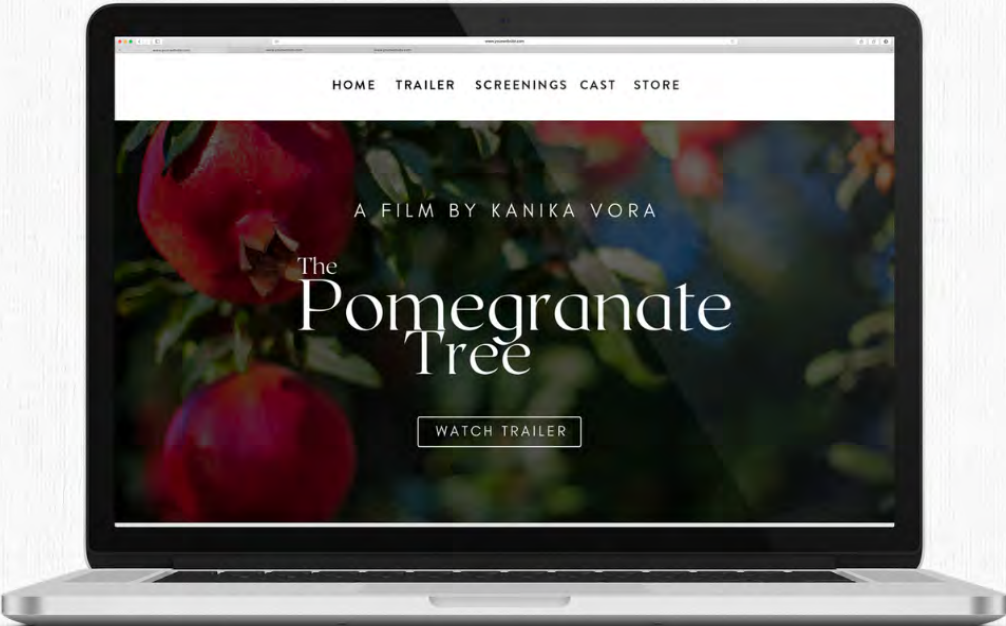 HOME TRAILER SCREENINGS CAST STORE
A FILM BY KANIKA VORA
The
Pomegranate
Tree
WATCH TRAILER